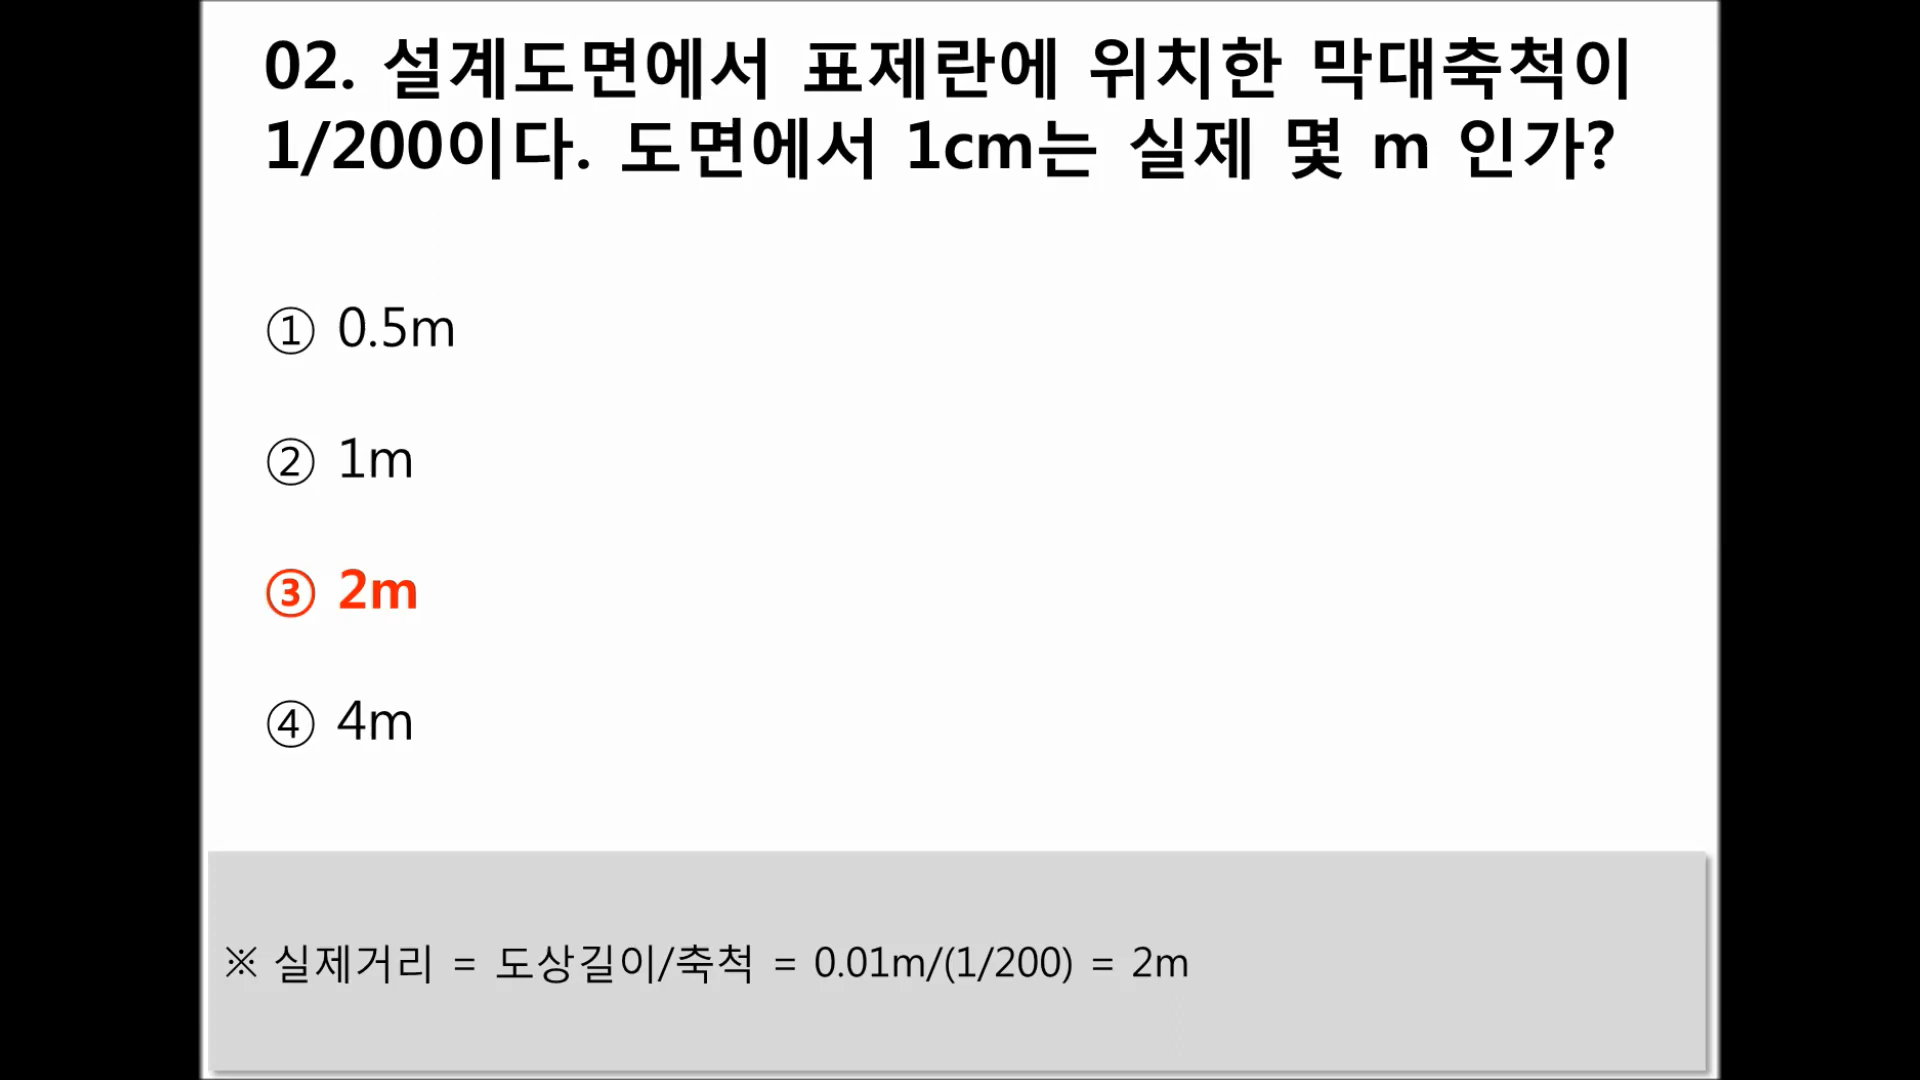 02. 설계도면에서 표제란에 위치한 막대축척이
1/200이다. 도면에서 1cm는 실제 몇 m 인가?
① 0.5m
② 1m
③ 2m
④ 4m
※ 실제거리 = 도상길이/축척 = 0.01m/(1/200) = 2m